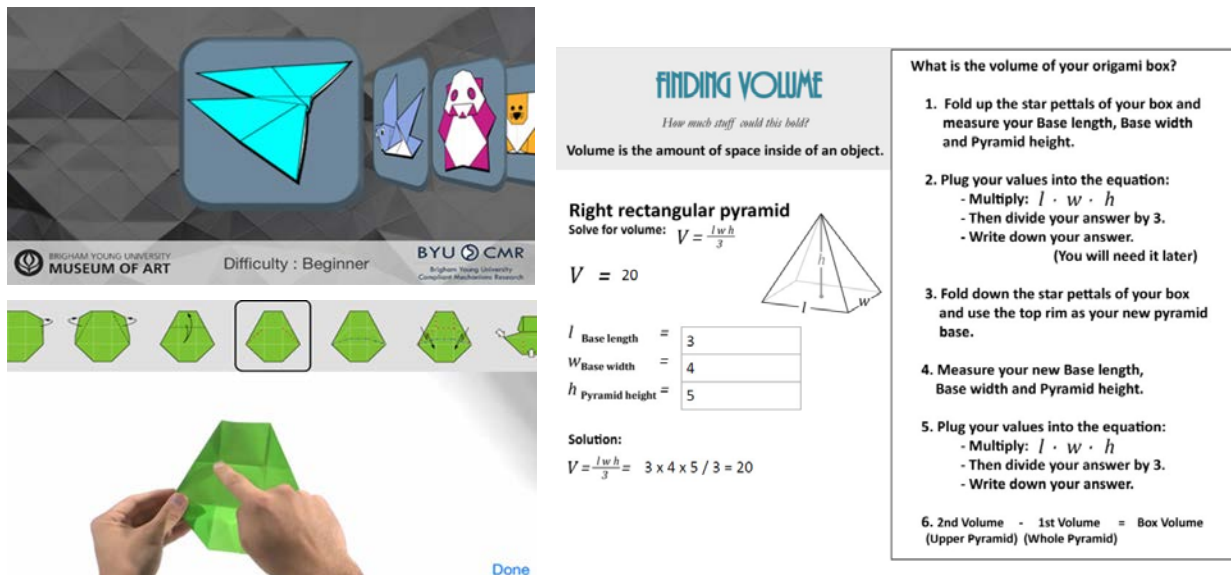 BRIGHAM YOUNG UNIVERSITY
MUSEUM OF ART
Difficulty : Beginner
BYU CMR
Brigham Young University
Compliant Mechanisms Research
Done
FINDING VOLUME
How much stuff could this hold?
Volume is the amount of space inside of an object.
Right rectangular pyramid
Solve for volume: V = l w h / 3
V = 20
h
l
w
l Base length = 3
w Base width = 4
h Pyramid height = 5
Solution:
V = l w h / 3 = 3 x 4 x 5 / 3 = 20
What is the volume of your origami box?
1. Fold up the star pettals of your box and
measure your Base length, Base width
and Pyramid height.
2. Plug your values into the equation:
- Multiply: l · w · h
- Then divide your answer by 3.
- Write down your answer.
(You will need it later)
3. Fold down the star pettals of your box
and use the top rim as your new pyramid
base.
4. Measure your new Base length,
Base width and Pyramid height.
5. Plug your values into the equation:
- Multiply: l · w · h
- Then divide your answer by 3.
- Write down your answer.
6. 2nd Volume - 1st Volume = Box Volume
(Upper Pyramid) (Whole Pyramid)